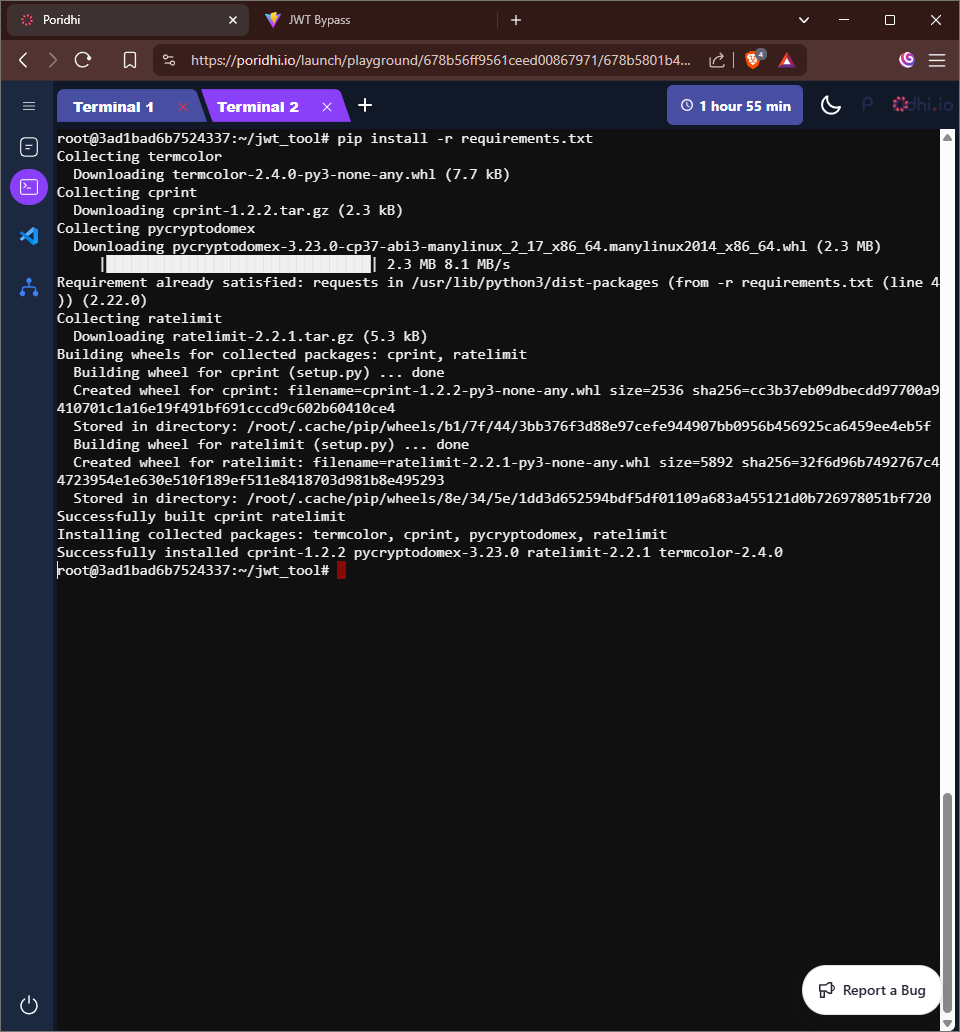 Poridhi
JWT Bypass
https://poridhi.io/launch/playground/678b56ff9561ceed00867971/678b5801b4...
4
Terminal 1
Terminal 2
1 hour 55 min
P
dhi.io
root@3ad1bad6b7524337:~/jwt_tool# pip install -r requirements.txt
Collecting termcolor
  Downloading termcolor-2.4.0-py3-none-any.whl (7.7 kB)
Collecting cprint
  Downloading cprint-1.2.2.tar.gz (2.3 kB)
Collecting pycryptodomex
  Downloading pycryptodomex-3.23.0-cp37-abi3-manylinux_2_17_x86_64.manylinux2014_x86_64.whl (2.3 MB)
     |████████████████████████████████| 2.3 MB 8.1 MB/s
Requirement already satisfied: requests in /usr/lib/python3/dist-packages (from -r requirements.txt (line 4
)) (2.22.0)
Collecting ratelimit
  Downloading ratelimit-2.2.1.tar.gz (5.3 kB)
Building wheels for collected packages: cprint, ratelimit
  Building wheel for cprint (setup.py) ... done
  Created wheel for cprint: filename=cprint-1.2.2-py3-none-any.whl size=2536 sha256=cc3b37eb09dbecdd97700a9
410701c1a16e19f491bf691cccd9c602b60410ce4
  Stored in directory: /root/.cache/pip/wheels/b1/7f/44/3bb376f3d88e97cefe944907bb0956b456925ca6459ee4eb5f
  Building wheel for ratelimit (setup.py) ... done
  Created wheel for ratelimit: filename=ratelimit-2.2.1-py3-none-any.whl size=5892 sha256=32f6d96b7492767c4
4723954e1e630e510f189ef511e8418703d981b8e495293
  Stored in directory: /root/.cache/pip/wheels/8e/34/5e/1dd3d652594bdf5df01109a683a455121d0b726978051bf720
Successfully built cprint ratelimit
Installing collected packages: termcolor, cprint, pycryptodomex, ratelimit
Successfully installed cprint-1.2.2 pycryptodomex-3.23.0 ratelimit-2.2.1 termcolor-2.4.0
root@3ad1bad6b7524337:~/jwt_tool#
Report a Bug